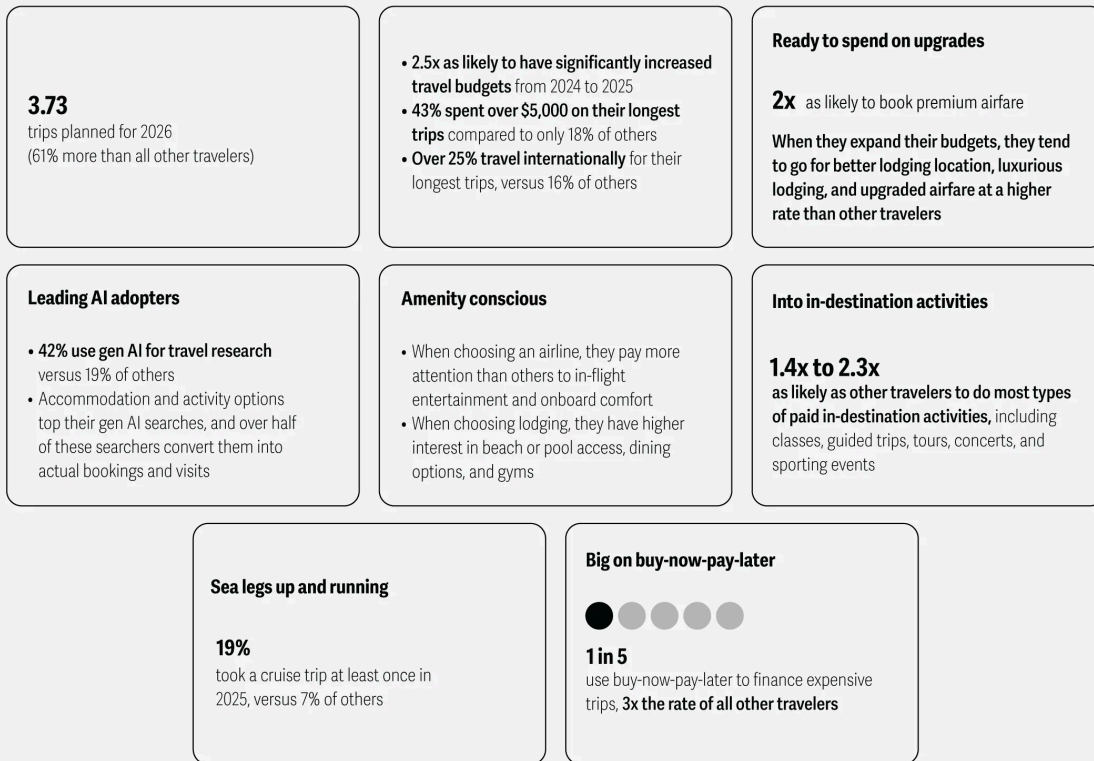 3.73
trips planned for 2026
(61% more than all other travelers)
• 2.5x as likely to have significantly increased
travel budgets from 2024 to 2025
• 43% spent over $5,000 on their longest
trips compared to only 18% of others
• Over 25% travel internationally for their
longest trips, versus 16% of others
Ready to spend on upgrades
2x as likely to book premium airfare
When they expand their budgets, they tend
to go for better lodging location, luxurious
lodging, and upgraded airfare at a higher
rate than other travelers
Leading AI adopters
• 42% use gen AI for travel research
versus 19% of others
• Accommodation and activity options
top their gen AI searches, and over half
of these searchers convert them into
actual bookings and visits
Amenity conscious
• When choosing an airline, they pay more
attention than others to in-flight
entertainment and onboard comfort
• When choosing lodging, they have higher
interest in beach or pool access, dining
options, and gyms
Into in-destination activities
1.4x to 2.3x
as likely as other travelers to do most types
of paid in-destination activities, including
classes, guided trips, tours, concerts, and
sporting events
Sea legs up and running
19%
took a cruise trip at least once in
2025, versus 7% of others
Big on buy-now-pay-later
1 in 5
use buy-now-pay-later to finance expensive
trips, 3x the rate of all other travelers